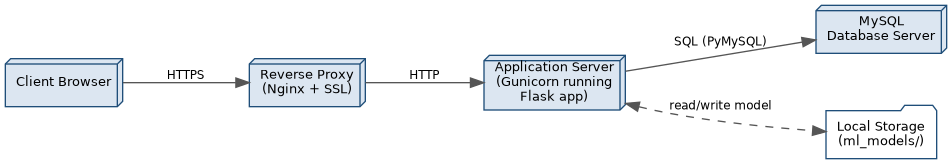 Client Browser
HTTPS
Reverse Proxy
(Nginx + SSL)
HTTP
Application Server
(Gunicorn running
Flask app)
SQL (PyMySQL)
MySQL
Database Server
read/write model
Local Storage
(ml_models/)